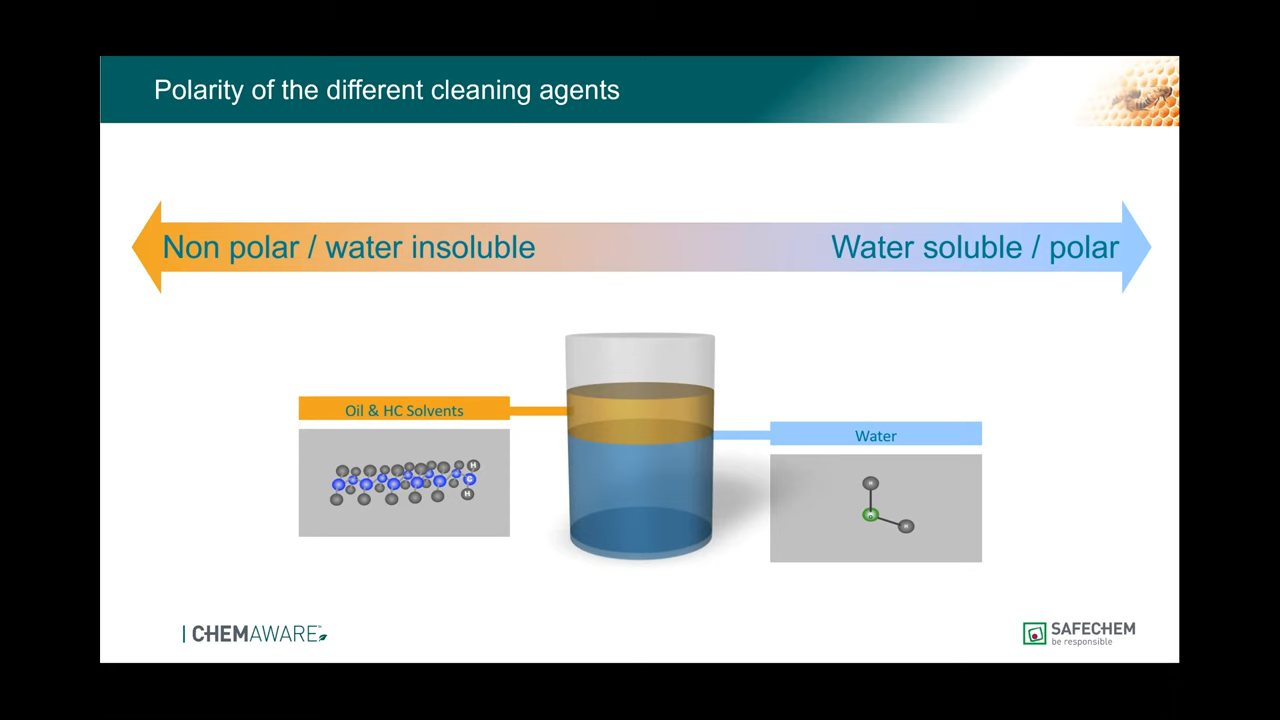 Polarity of the different cleaning agents
Non polar / water insoluble
Water soluble / polar
Oil & HC Solvents
Water
H
H
| CHEMAWARE™
SAFECHEM
be responsible